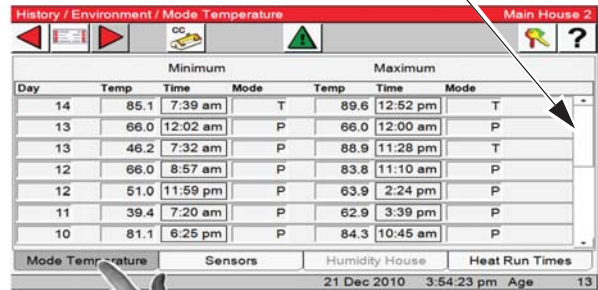 History / Environment / Mode Temperature Main House 2
CC ?
Minimum Maximum
Day Temp Time Mode Temp Time Mode
14 85.1 7:39 am T 89.6 12:52 pm T
13 66.0 12:02 am P 66.0 12:00 am P
13 46.2 7:32 am P 88.9 11:28 pm T
12 66.0 8:57 am P 83.8 11:10 am P
12 51.0 11:59 pm P 63.9 2:24 pm P
11 39.4 7:20 am P 62.9 3:39 pm P
10 81.1 6:25 pm P 84.3 10:45 am P
Mode Temperature Sensors Humidity House Heat Run Times
21 Dec 2010 3:54:23 pm Age 13